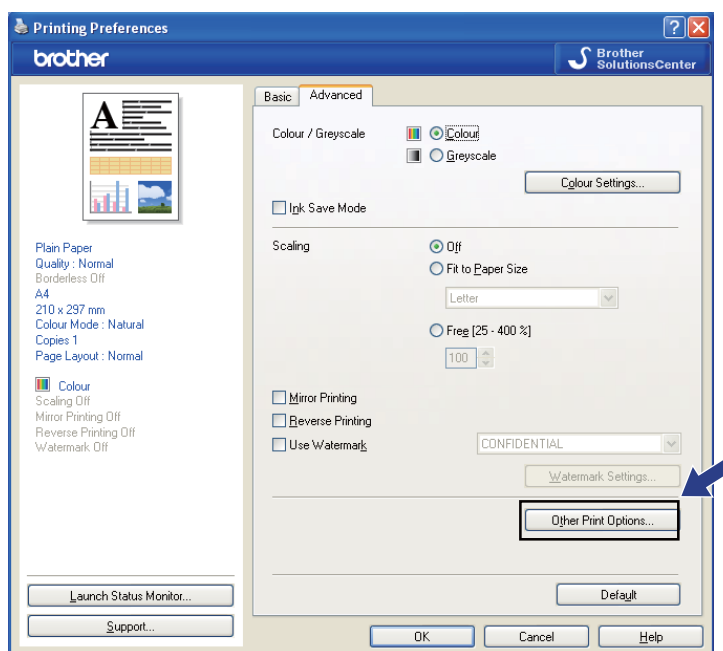 Printing Preferences
brother
Brother
SolutionsCenter
A
Plain Paper
Quality : Normal
Borderless Off
A4
210 x 297 mm
Colour Mode : Natural
Copies 1
Page Layout : Normal
Colour
Scaling Off
Mirror Printing Off
Reverse Printing Off
Watermark Off
Launch Status Monitor...
Support...
Basic
Advanced
Colour / Greyscale
Colour
Greyscale
Colour Settings...
Ink Save Mode
Scaling
Off
Fit to Paper Size
Letter
Free [25 - 400 %]
100
Mirror Printing
Reverse Printing
Use Watermark
CONFIDENTIAL
Watermark Settings...
Other Print Options...
Default
OK
Cancel
Help